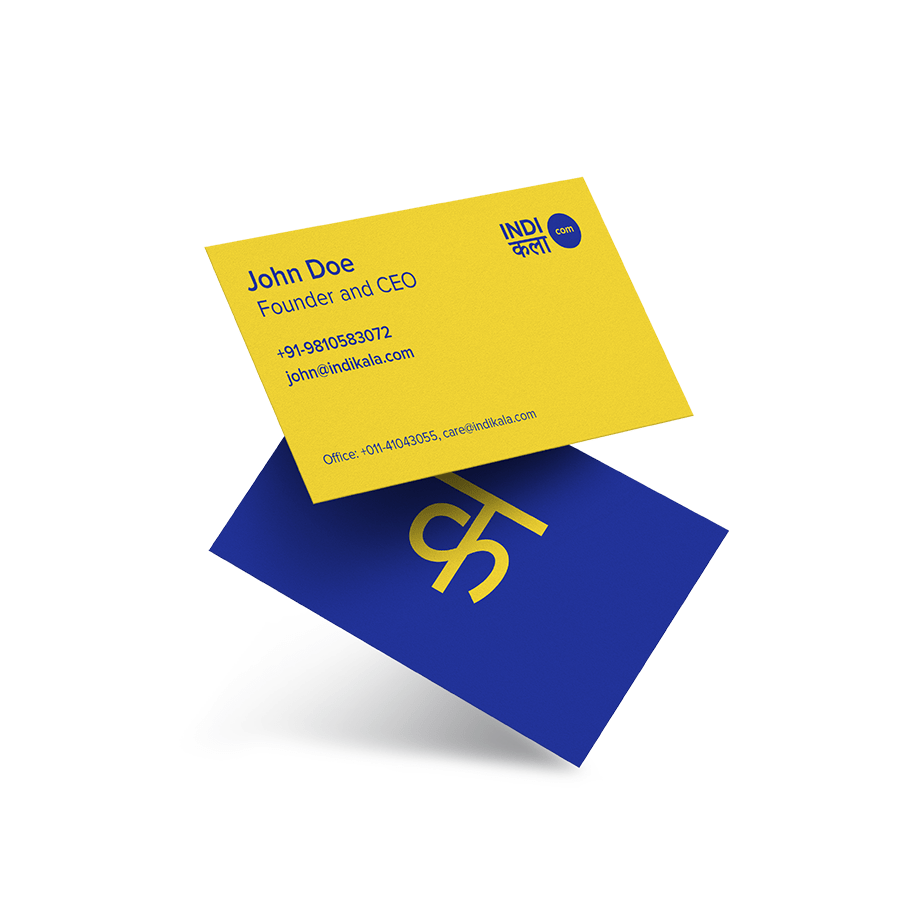 John Doe
Founder and CEO
+91-9810583072
john@indikala.com
Office: +011-41043055, care@indikala.com
INDI
कला
com
क